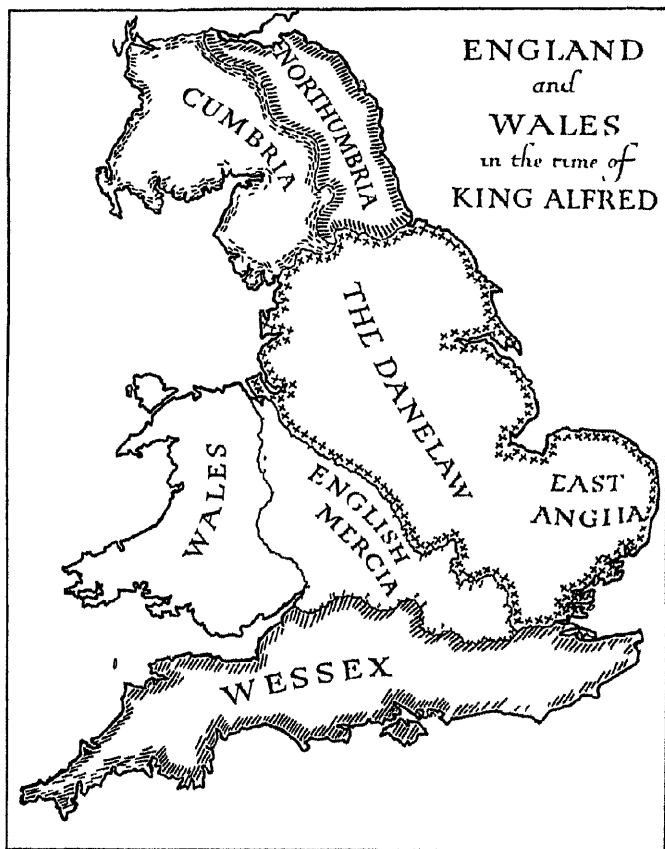 ENGLAND
and
WALES
in the time of
KING ALFRED
CUMBRIA
NORTHUMBRIA
THE DANELAW
WALES
ENGLISH
MERCIA
EAST
ANGLIA
WESSEX